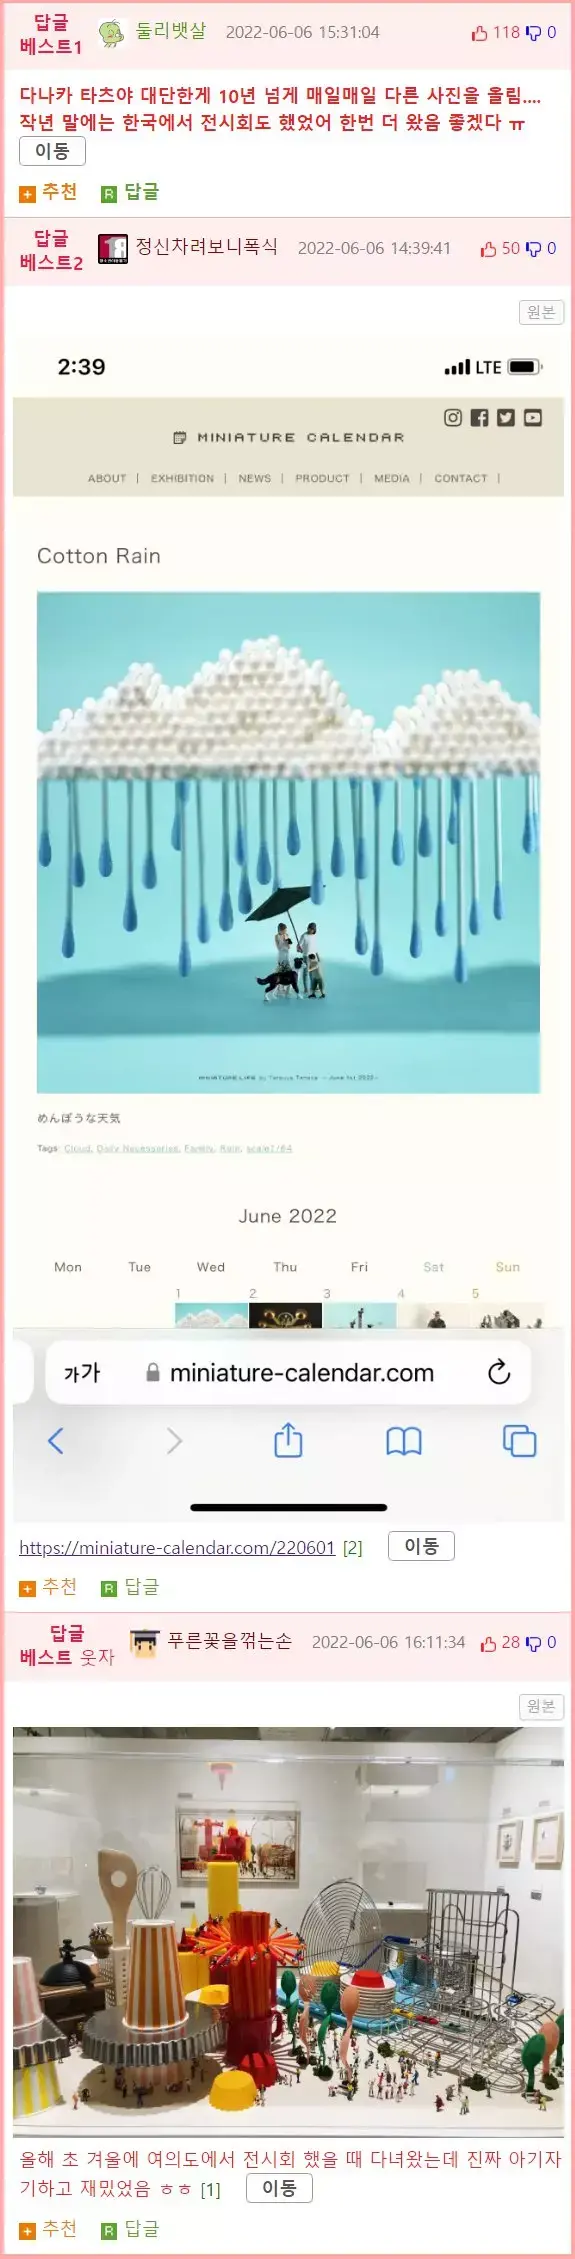 답글
베스트1
둘리뱃살 2022-06-06 15:31:04 118 0
다나카 타츠야 대단한게 10년 넘게 매일매일 다른 사진을 올림....
작년 말에는 한국에서 전시회도 했었어 한번 더 왔음 좋겠다 ㅠ
이동
+ 추천 R 답글
답글
베스트2
정신차려보니폭식 2022-06-06 14:39:41 50 0
원본
2:39 LTE
MINIATURE CALENDAR
ABOUT | EXHIBITION | NEWS | PRODUCT | MEDIA | CONTACT |
Cotton Rain
MINIATURE LIFE by Tatsuya Tanaka
めんぼうな天気
Tags: Cloud, Daily Necessaries, Family, Rain, scale1/64
June 2022
Mon Tue Wed Thu Fri Sat Sun
1 2 3 4 5
가가 miniature-calendar.com
https://miniature-calendar.com/220601 [2] 이동
+ 추천 R 답글
답글
베스트 웃자
푸른꽃을꺾는손 2022-06-06 16:11:34 28 0
원본
올해 초 겨울에 여의도에서 전시회 했을 때 다녀왔는데 진짜 아기자
기하고 재밌었음 ㅎㅎ [1] 이동
+ 추천 R 답글